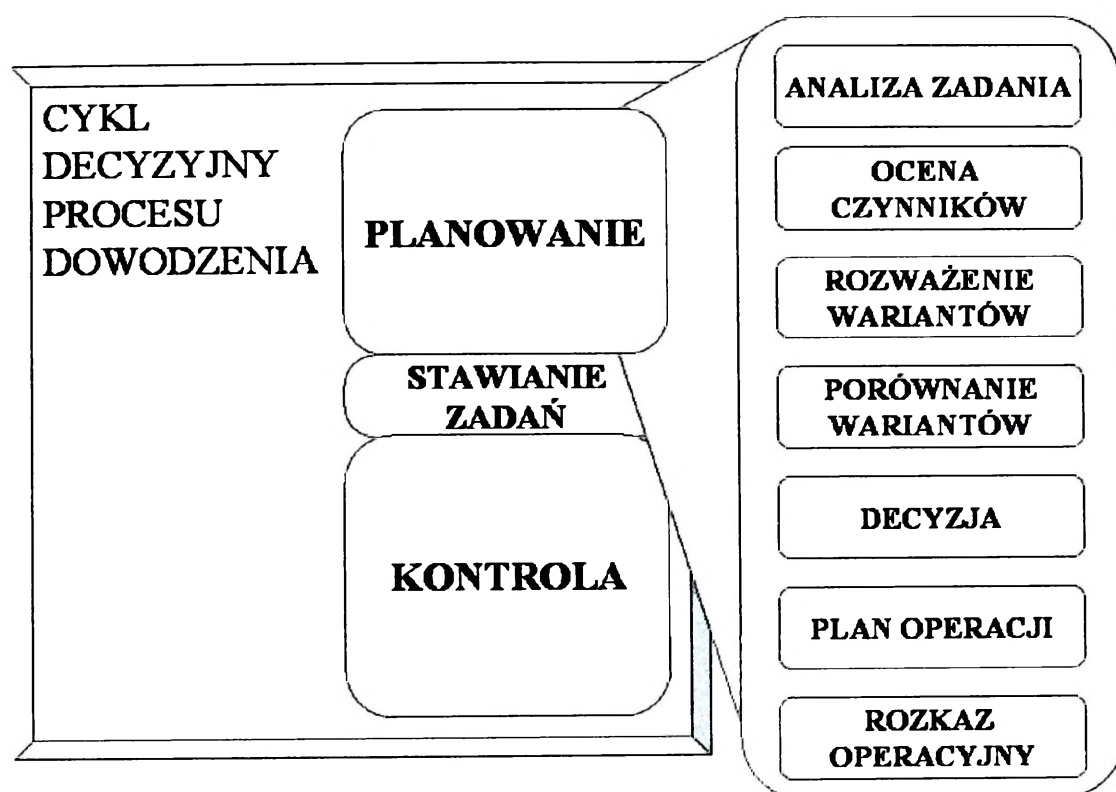 CYKL
DECYZYJNY
PROCESU
DOWODZENIA
PLANOWANIE
STAWIANIE
ZADAŃ
KONTROLA
ANALIZA ZADANIA
OCENA
CZYNNIKÓW
ROZWAŻENIE
WARIANTÓW
PORÓWNANIE
WARIANTÓW
DECYZJA
PLAN OPERACJI
ROZKAZ
OPERACYJNY